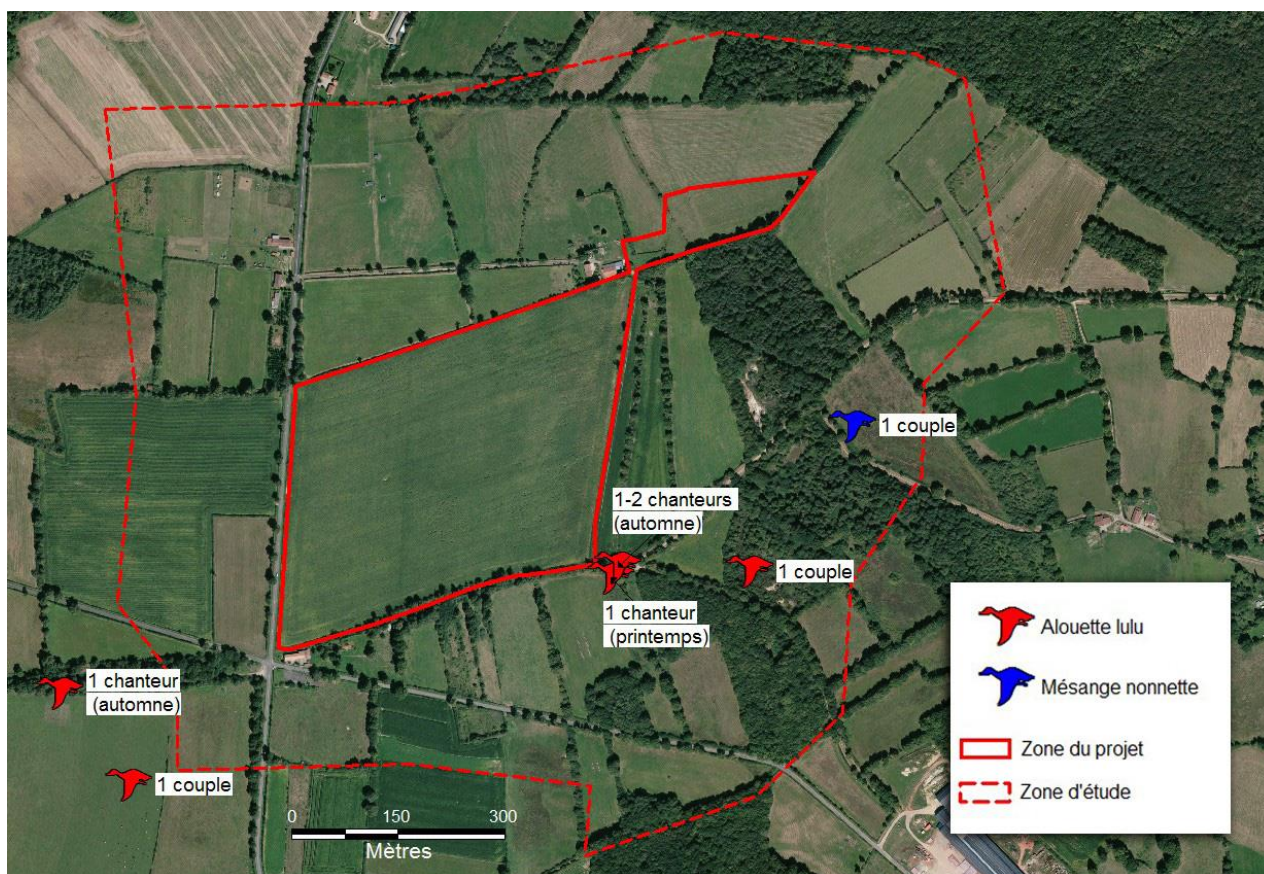 1 couple
1-2 chanteurs
(automne)
1 couple
1 chanteur
(printemps)
1 chanteur
(automne)
1 couple
0 150 300
Mètres
Alouette lulu
Mésange nonnette
Zone du projet
Zone d'étude